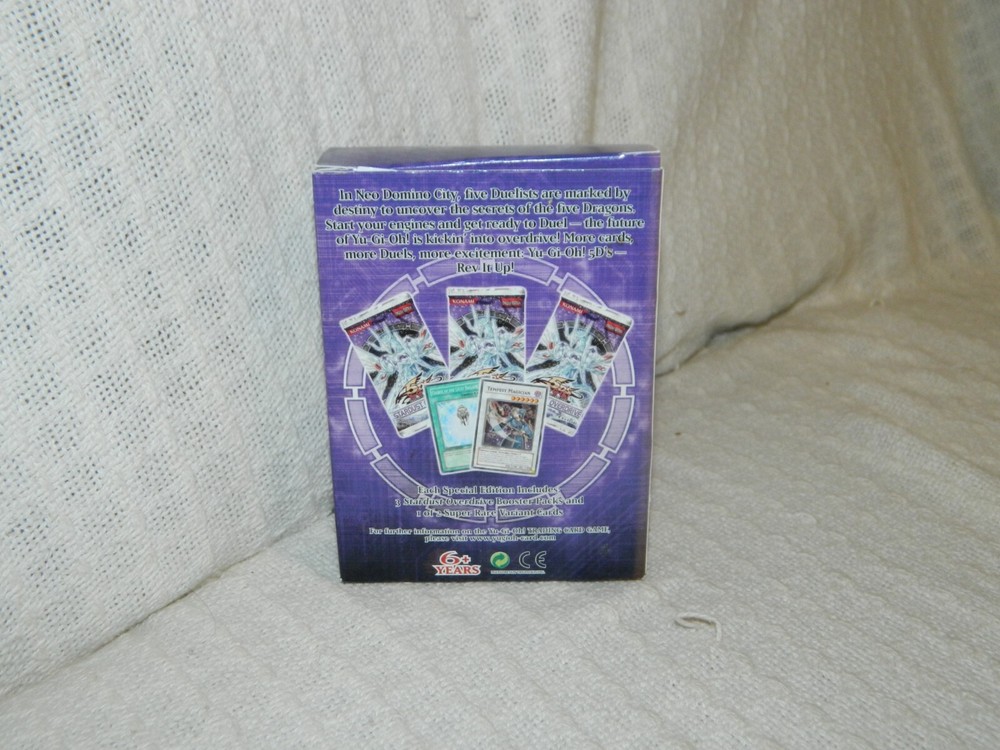 In Neo Domino City, five Duelists are marked by
destiny to uncover the secrets of the five Dragons.
Start your engines and get ready to Duel — the future
of Yu-Gi-Oh! is kickin' into overdrive! More cards,
more Duels, more excitement. Yu-Gi-Oh! 5D's —
Rev It Up!
KONAMI
KONAMI
KONAMI
Tempest Magician
Each Special Edition Includes
3 Stardust Overdrive Booster Packs and
1 of 2 Super Rare Variant Cards
For further information on the Yu-Gi-Oh! TRADING CARD GAME,
please visit www.yugioh-card.com
6+
YEARS
CE